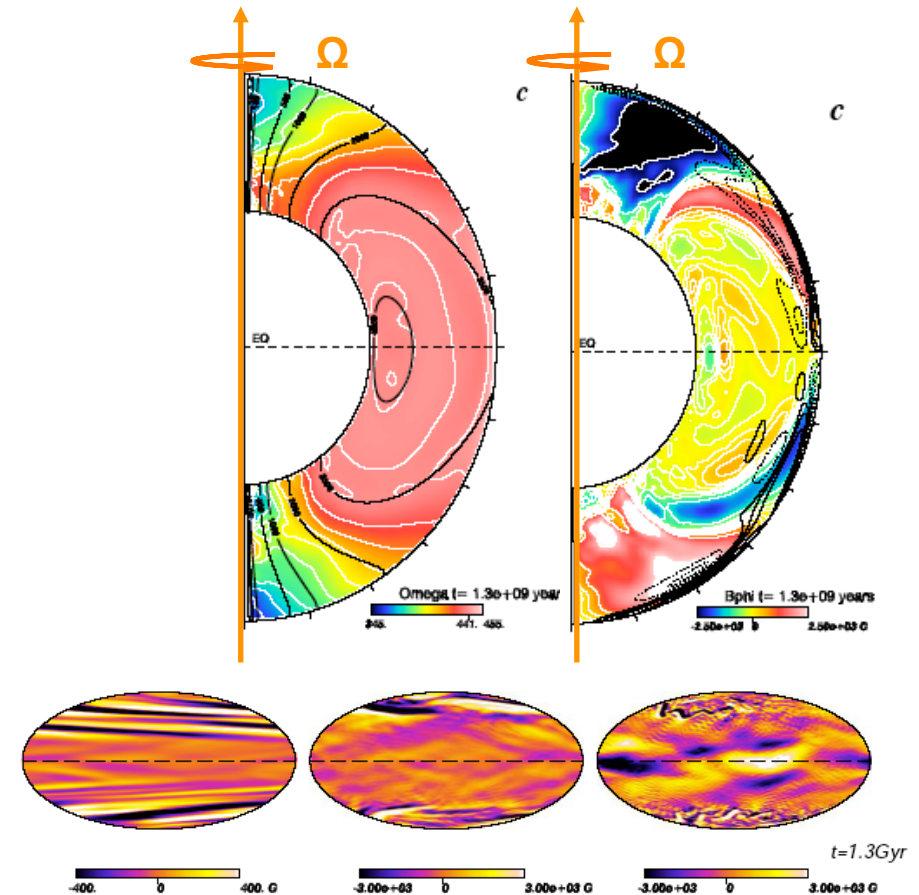 Ω
Ω
c
c
EQ
EQ
Omega t= 1.3e+09 year
345. 441. 455.
Bphi t= 1.3e+09 years
-2.50e+03 0 2.50e+03 G
t=1.3Gyr
-400. 0 400. G
-3.00e+03 0 3.00e+03 G
-3.00e+03 0 3.00e+03 G